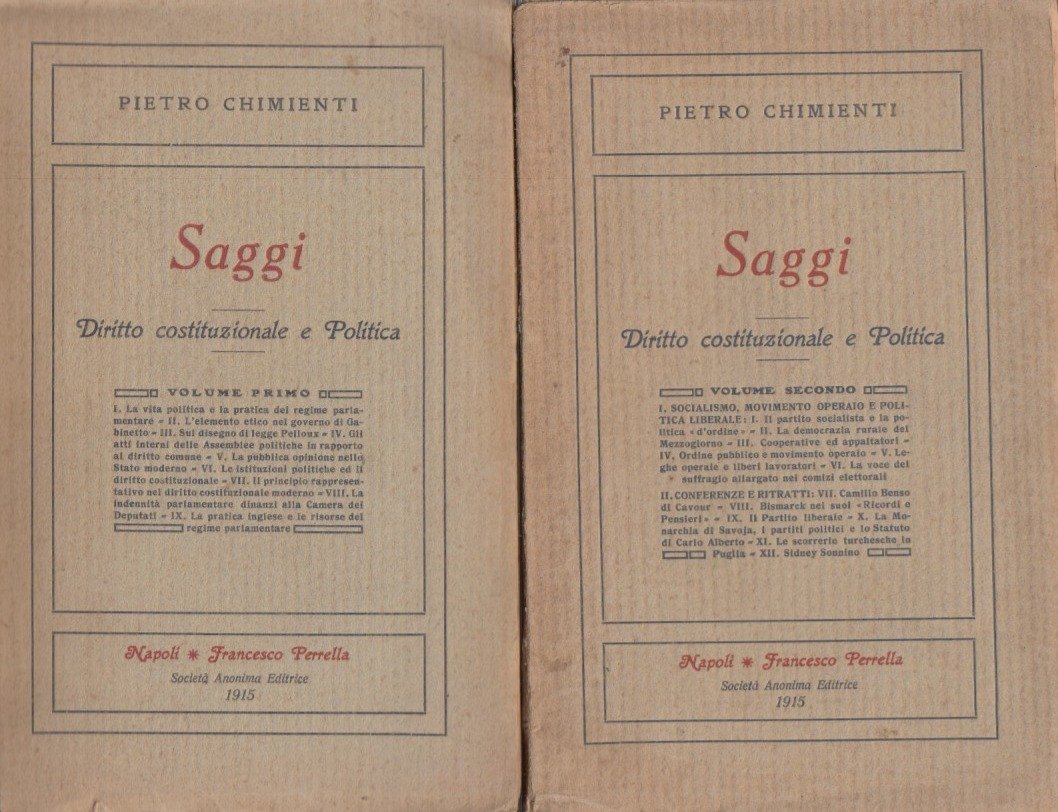 PIETRO CHIMIENTI
Saggi
Diritto costituzionale e Politica
VOLUME PRIMO
I. La vita politica e la pratica del regime parla-
mentare - II. L'elemento etico nel governo di Ga-
binetto - III. Sul disegno di legge Pelloux - IV. Gli
atti interni delle Assemblee politiche in rapporto
al diritto comune - V. La pubblica opinione nello
Stato moderno - VI. Le istituzioni politiche ed il
diritto costituzionale - VII. Il principio rappresen-
tativo nel diritto costituzionale moderno - VIII. La
indennità parlamentare dinanzi alla Camera dei
Deputati - IX. La pratica inglese e le risorse del
regime parlamentare
Napoli * Francesco Perrella
Società Anonima Editrice
1915
PIETRO CHIMIENTI
Saggi
Diritto costituzionale e Politica
VOLUME SECONDO
I. SOCIALISMO, MOVIMENTO OPERAIO E POLI-
TICA LIBERALE: I. Il partito socialista e la po-
litica «d'ordine» - II. La democrazia rurale del
Mezzogiorno - III. Cooperative ed appaltatori -
IV. Ordine pubblico e movimento operaio - V. Le-
ghe operaie e liberi lavoratori - VI. La voce del
suffragio allargato nei comizi elettorali
II. CONFERENZE E RITRATTI: VII. Camillo Benso
di Cavour - VIII. Bismarck nei suoi «Ricordi e
Pensieri» - IX. Il Partito liberale - X. La Mo-
narchia di Savoja, i partiti politici e lo Statuto
di Carlo Alberto - XI. Le scorrerie turchesche in
Puglia - XII. Sidney Sonnino
Napoli * Francesco Perrella
Società Anonima Editrice
1915